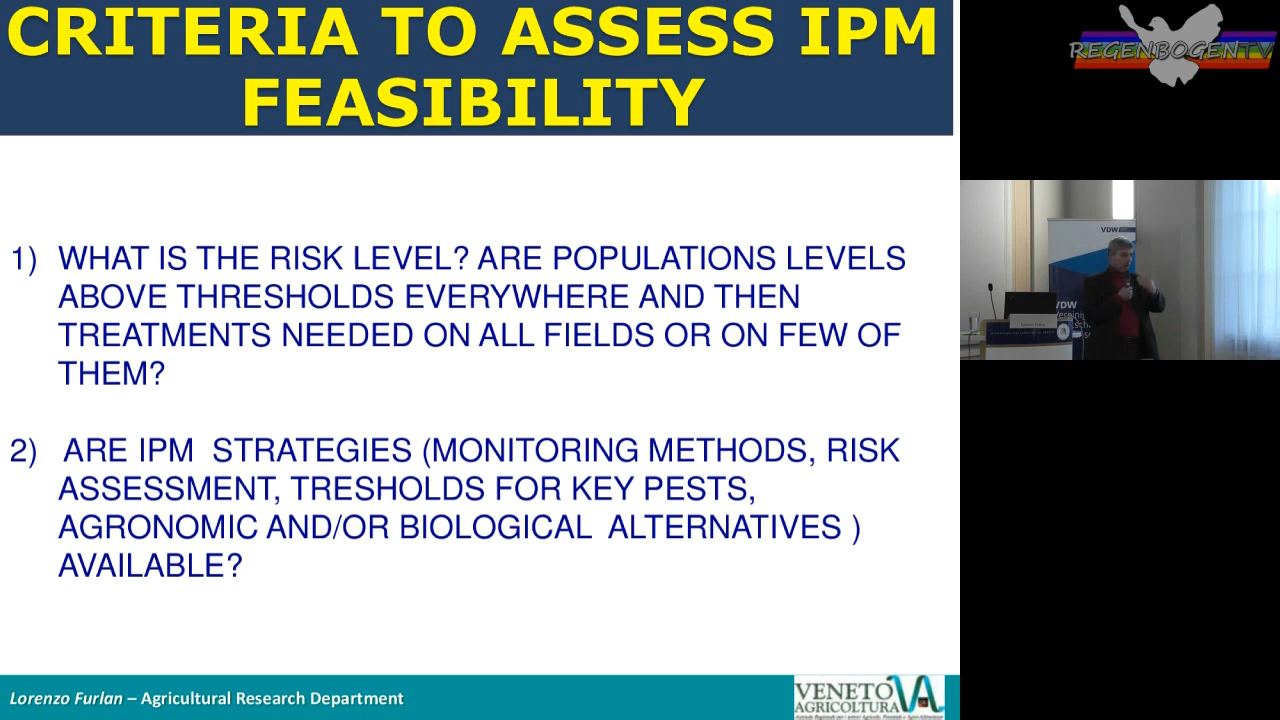 CRITERIA TO ASSESS IPM
FEASIBILITY
REGENBOGENTV
1) WHAT IS THE RISK LEVEL? ARE POPULATIONS LEVELS
ABOVE THRESHOLDS EVERYWHERE AND THEN
TREATMENTS NEEDED ON ALL FIELDS OR ON FEW OF
THEM?
2) ARE IPM STRATEGIES (MONITORING METHODS, RISK
ASSESSMENT, TRESHOLDS FOR KEY PESTS,
AGRONOMIC AND/OR BIOLOGICAL ALTERNATIVES )
AVAILABLE?
VDW
VDW
Lorenzo Furlan – Agricultural Research Department
VENETO
AGRICOLTURA